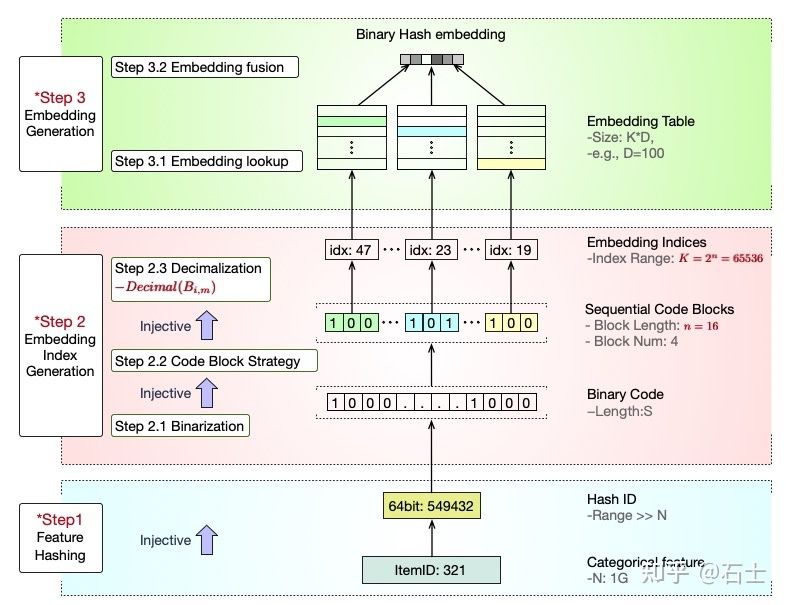 Binary Hash embedding
Step 3.2 Embedding fusion
*Step 3
Embedding
Generation
Step 3.1 Embedding lookup
Embedding Table
-Size: K*D,
-e.g., D=100
idx: 47 ··· idx: 23 ··· idx: 19
Embedding Indices
-Index Range: K = 2ⁿ = 65536
Step 2.3 Decimalization
-Decimal(B_{i,m})
*Step 2
Embedding
Index
Generation
Injective
1 0 0 ··· 1 0 1 ··· 1 0 0
Sequential Code Blocks
- Block Length: n = 16
- Block Num: 4
Step 2.2 Code Block Strategy
Injective
1 0 0 0 . . . . 1 0 0 0
Binary Code
–Length:S
Step 2.1 Binarization
*Step1
Feature
Hashing
Injective
64bit: 549432
Hash ID
-Range >> N
ItemID: 321
Categorical feature
-N: 1G
知乎 @石士